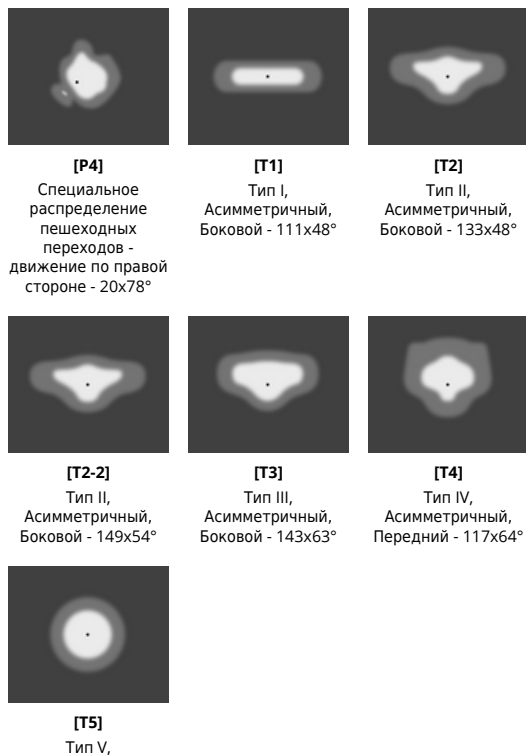 [P4]
Специальное
распределение
пешеходных
переходов -
движение по правой
стороне - 20x78°
[T1]
Тип I,
Асимметричный,
Боковой - 111x48°
[T2]
Тип II,
Асимметричный,
Боковой - 133x48°
[T2-2]
Тип II,
Асимметричный,
Боковой - 149x54°
[T3]
Тип III,
Асимметричный,
Боковой - 143x63°
[T4]
Тип IV,
Асимметричный,
Передний - 117x64°
[T5]
Тип V,